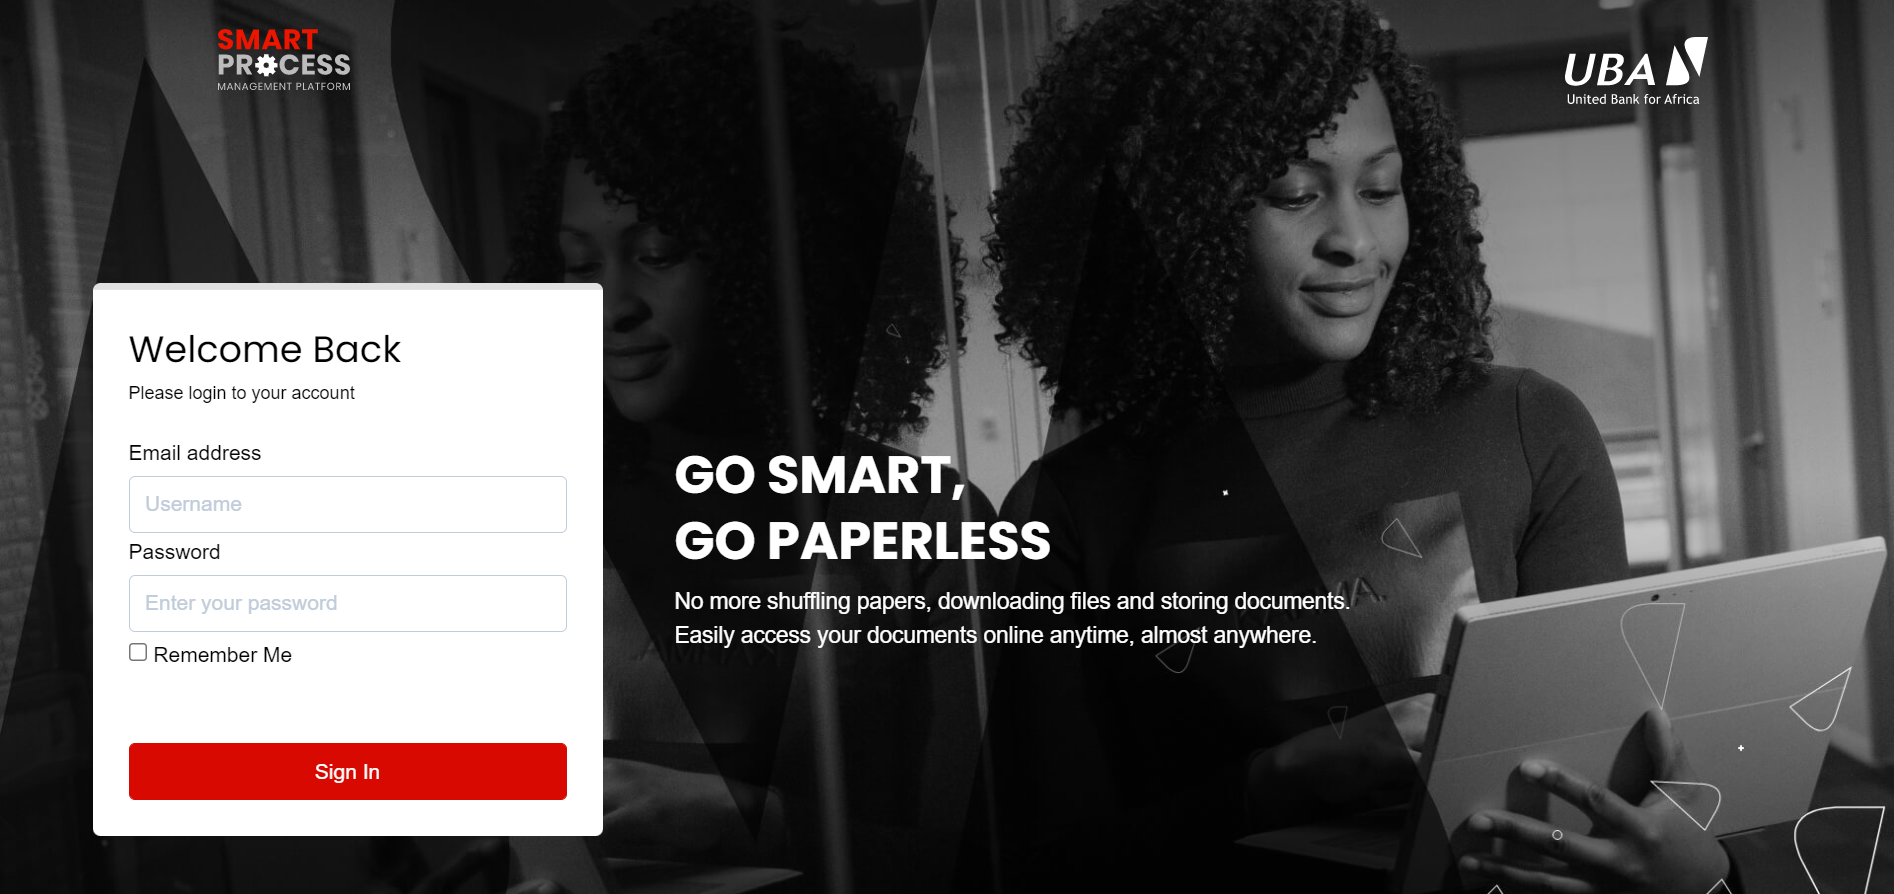 SMART
PROCESS
MANAGEMENT PLATFORM
UBA
United Bank for Africa
Welcome Back
Please login to your account
Email address
Username
Password
Enter your password
Remember Me
Sign In
GO SMART,
GO PAPERLESS
No more shuffling papers, downloading files and storing documents.
Easily access your documents online anytime, almost anywhere.